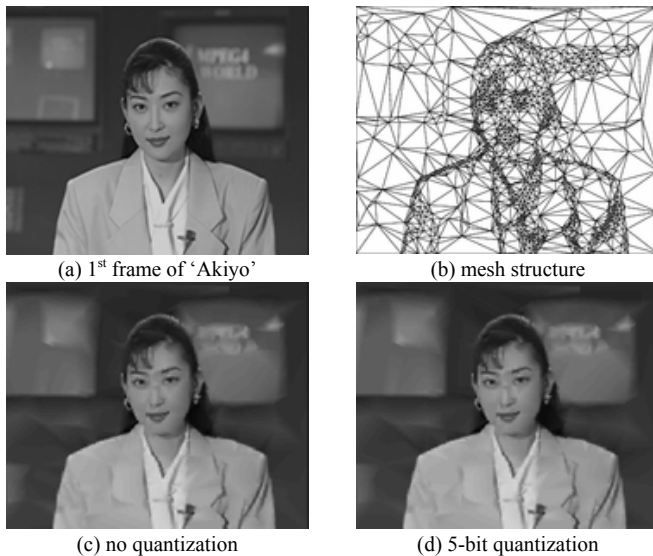 MPEG4
WORLD
(a) 1st frame of ‘Akiyo’
(b) mesh structure
(c) no quantization
(d) 5-bit quantization